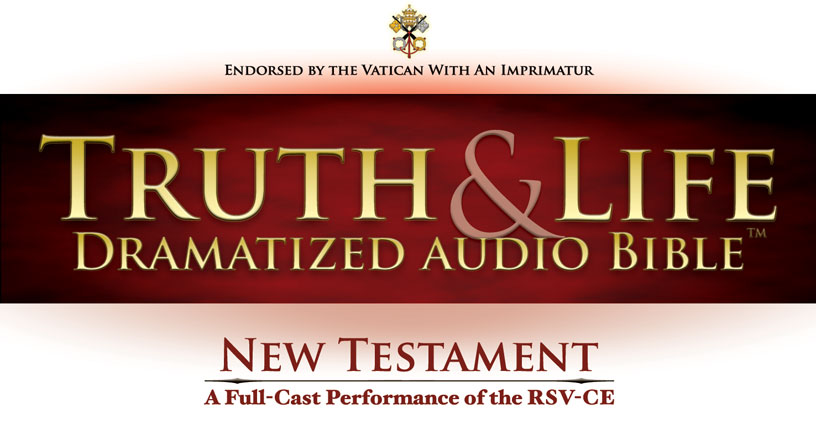 Endorsed by the Vatican With An Imprimatur
Truth & Life
Dramatized Audio Bible™
New Testament
A Full-Cast Performance of the RSV-CE